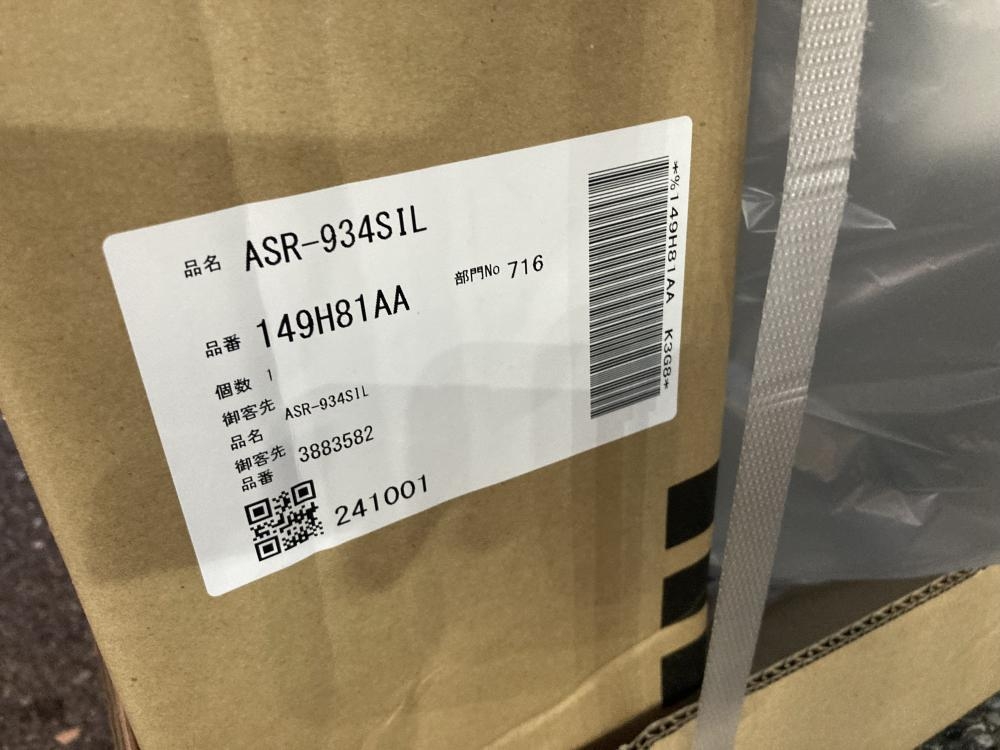 品名 ASR-934SIL
部門No 716
品番 149H81AA
個数 1
御客先 ASR-934SIL
品名
御客先 3883582
品番
241001
*%149H81AA K3G8*